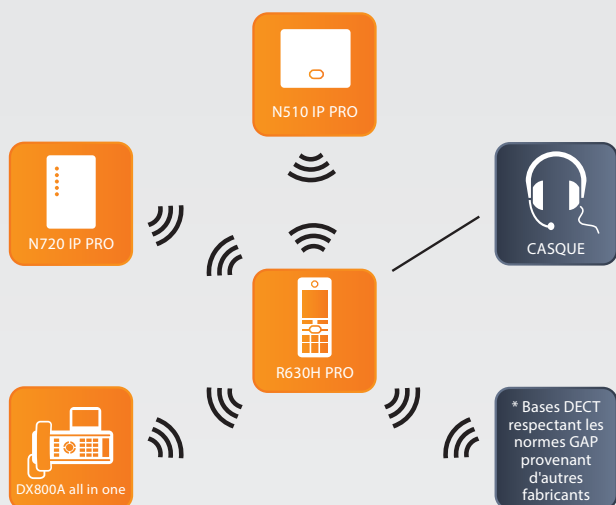 N510 IP PRO
N720 IP PRO
CASQUE
R630H PRO
DX800A all in one
* Bases DECT
respectant les
normes GAP
provenant
d'autres
fabricants